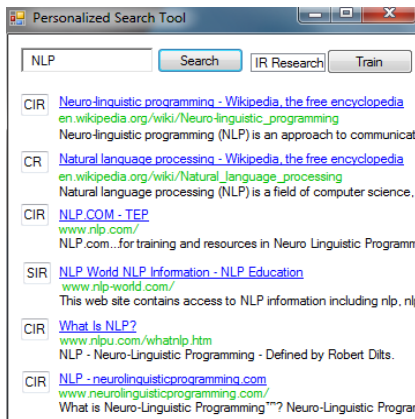 Personalized Search Tool
NLP Search IR Research Train
CIR Neuro-linguistic programming - Wikipedia, the free encyclopedia
en.wikipedia.org/wiki/Neuro-linguistic_programming
Neuro-linguistic programming (NLP) is an approach to communicat
CR Natural language processing - Wikipedia, the free encyclopedia
en.wikipedia.org/wiki/Natural_language_processing
Natural language processing (NLP) is a field of computer science,
CIR NLP.COM - TEP
www.nlp.com/
NLP.com...for training and resources in Neuro Linguistic Programm
SIR NLP World NLP Information - NLP Education
www.nlp-world.com/
This web site contains access to NLP information including nlp, nl
CIR What Is NLP?
www.nlpu.com/whatnlp.htm
NLP - Neuro-Linguistic Programming - Defined by Robert Dilts.
CIR NLP - neurolinguisticprogramming.com
www.neurolinguisticprogramming.com/
What is Neuro-Linguistic Programming™"? Neuro-Linguistic Progra